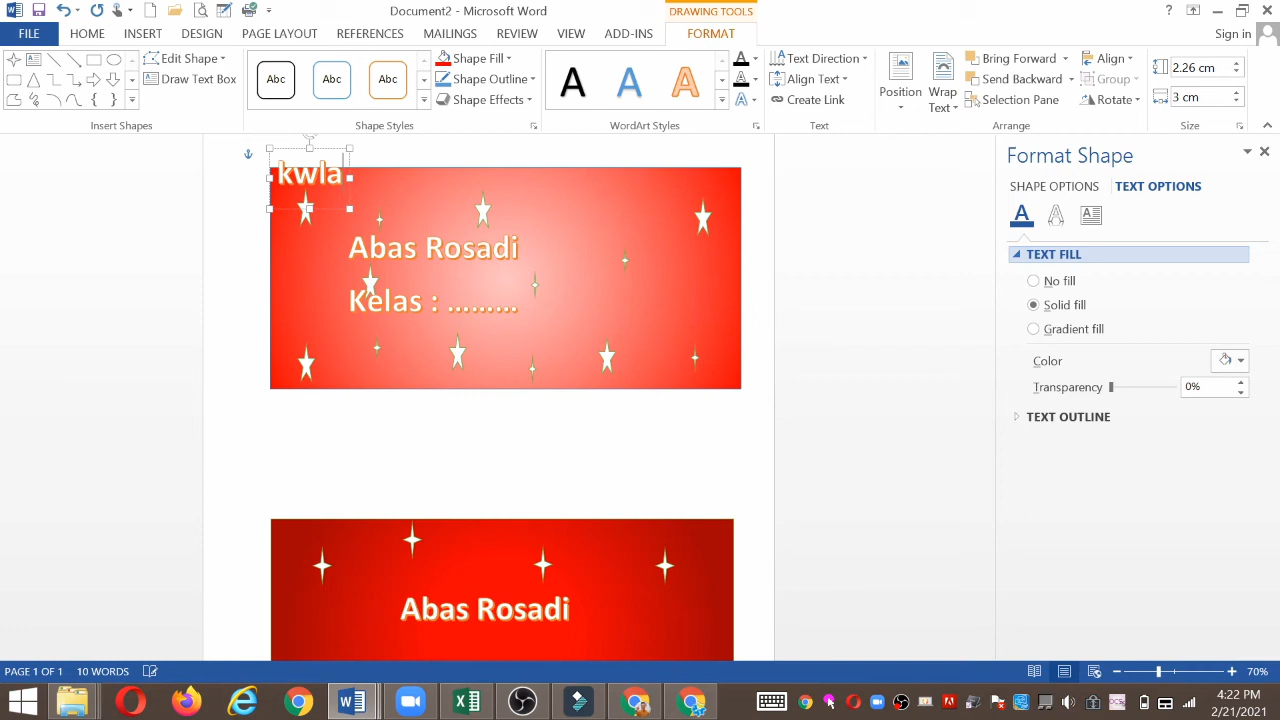 Document2 - Microsoft Word
DRAWING TOOLS
?
FILE HOME INSERT DESIGN PAGE LAYOUT REFERENCES MAILINGS REVIEW VIEW ADD-INS FORMAT Sign in
Edit Shape
Draw Text Box
Insert Shapes
Abc Abc Abc
Shape Fill
Shape Outline
Shape Effects
Shape Styles
A A A
A
A
A
WordArt Styles
Text Direction
Align Text
Create Link
Text
Position
Wrap Text
Bring Forward
Send Backward
Selection Pane
Align
Group
Rotate
Arrange
2.26 cm
3 cm
Size
kwla
Abas Rosadi
Kelas : .........
Abas Rosadi
Format Shape
SHAPE OPTIONS TEXT OPTIONS
TEXT FILL
No fill
Solid fill
Gradient fill
Color
Transparency 0%
TEXT OUTLINE
PAGE 1 OF 1 10 WORDS 70%
4:22 PM
2/21/2021